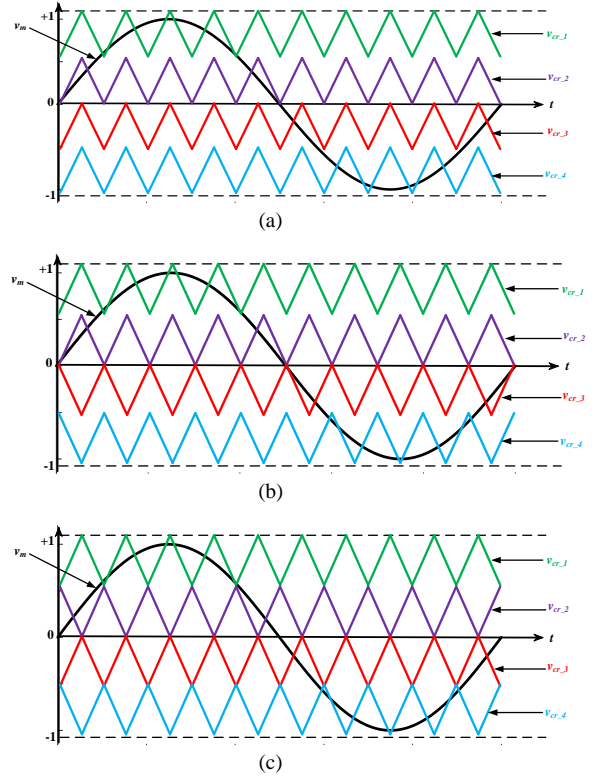 +1
v_m
v_cr_1
v_cr_2
0
t
v_cr_3
v_cr_4
-1
(a)
+1
v_m
v_cr_1
v_cr_2
0
t
v_cr_3
v_cr_4
-1
(b)
+1
v_m
v_cr_1
v_cr_2
0
t
v_cr_3
v_cr_4
-1
(c)